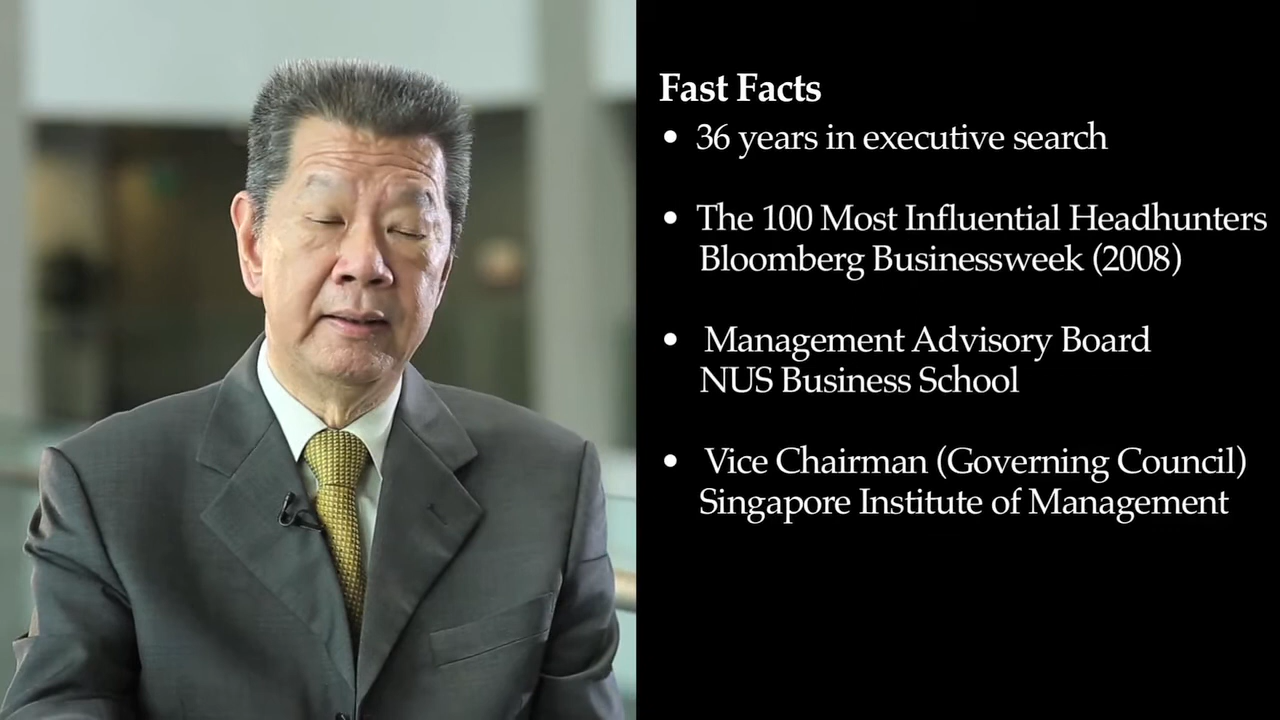 Fast Facts
• 36 years in executive search
• The 100 Most Influential Headhunters
Bloomberg Businessweek (2008)
• Management Advisory Board
NUS Business School
• Vice Chairman (Governing Council)
Singapore Institute of Management